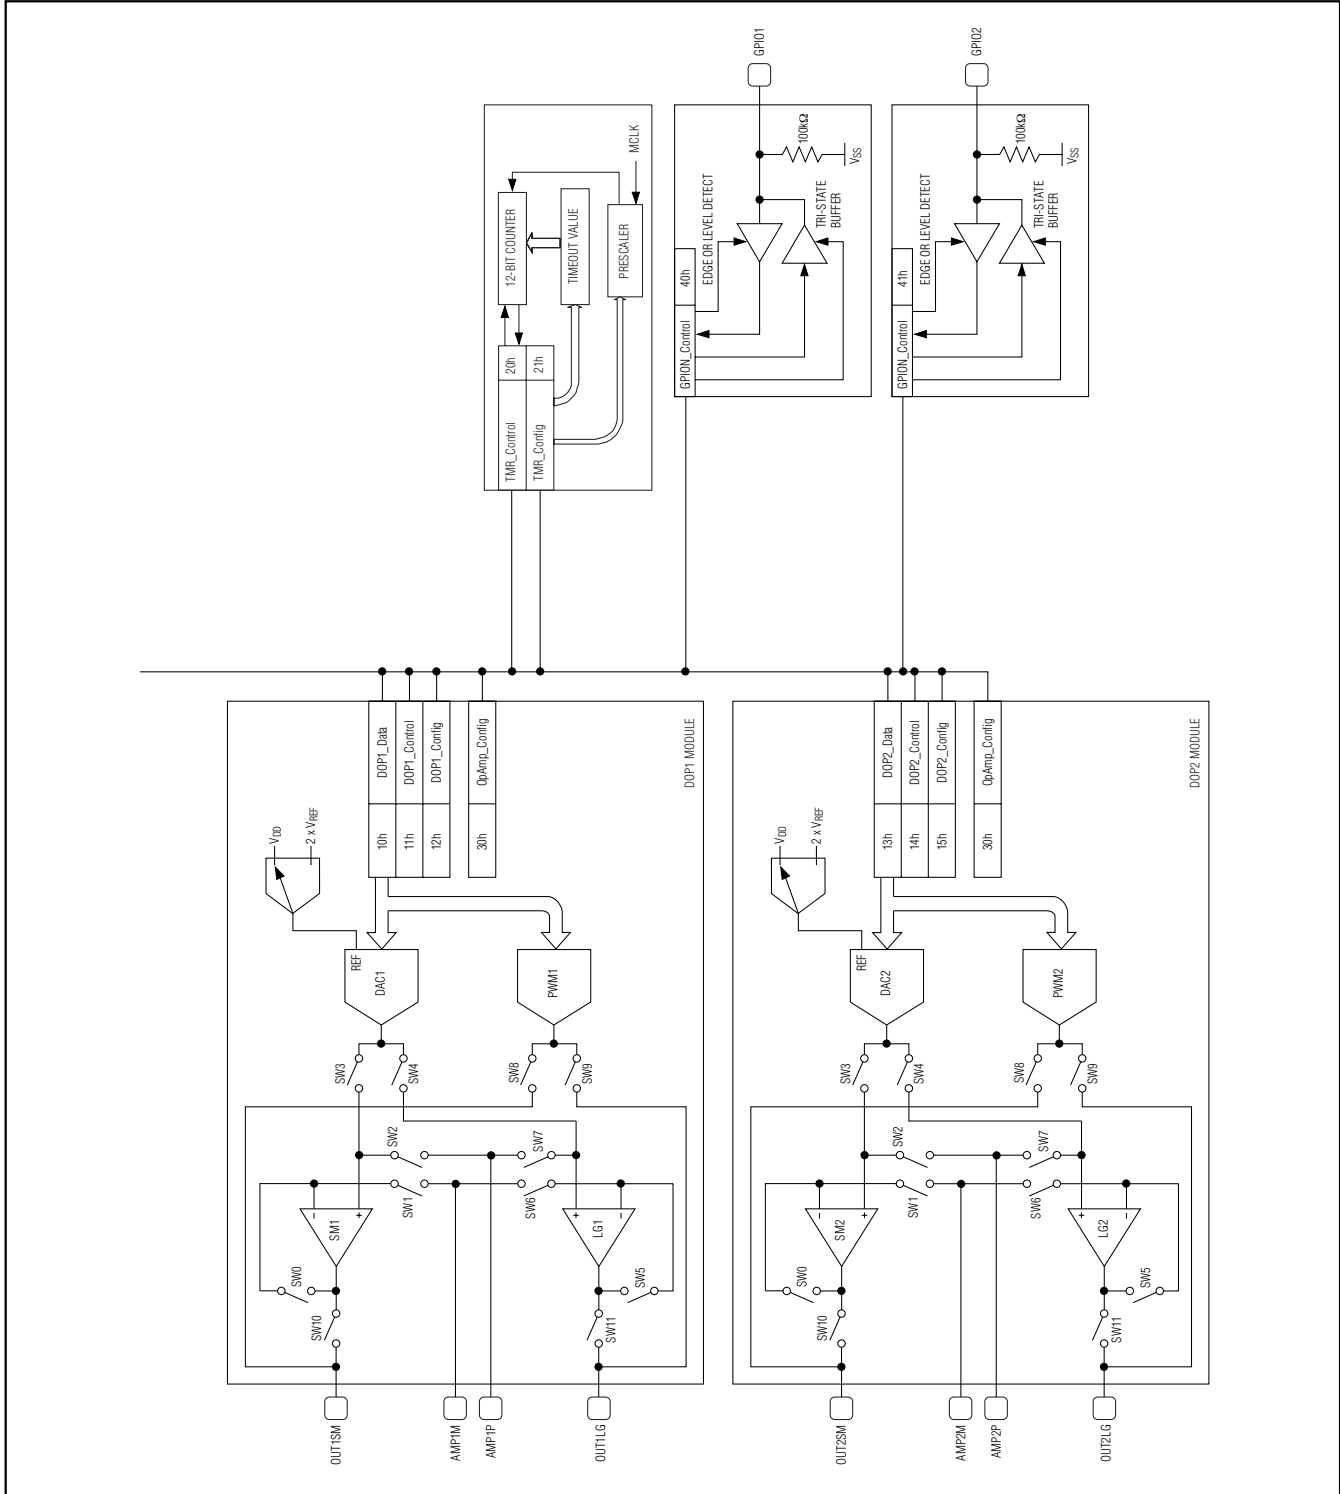 GPIO1
GPIO2
MCLK
12-BIT COUNTER
TIMEOUT VALUE
PRESCALER
20h
21h
TMR_Control
TMR_Config
100kΩ
VSS
EDGE OR LEVEL DETECT
TRI-STATE
BUFFER
40h
GPION_Control
100kΩ
VSS
EDGE OR LEVEL DETECT
TRI-STATE
BUFFER
41h
GPION_Control
DOP1_Data
DOP1_Control
DOP1_Config
OpAmp_Config
10h
11h
12h
30h
DOP1 MODULE
VDD
2 x VREF
REF
DAC1
PWM1
SW3
SW4
SW8
SW9
SW2
SW7
SW1
SW6
-
+
SM1
+
-
LG1
SW0
SW5
SW10
SW11
OUT1SM
AMP1M
AMP1P
OUT1LG
DOP2_Data
DOP2_Control
DOP2_Config
OpAmp_Config
13h
14h
15h
30h
DOP2 MODULE
VDD
2 x VREF
REF
DAC2
PWM2
SW3
SW4
SW8
SW9
SW2
SW7
SW1
SW6
-
+
SM2
+
-
LG2
SW0
SW5
SW10
SW11
OUT2SM
AMP2M
AMP2P
OUT2LG